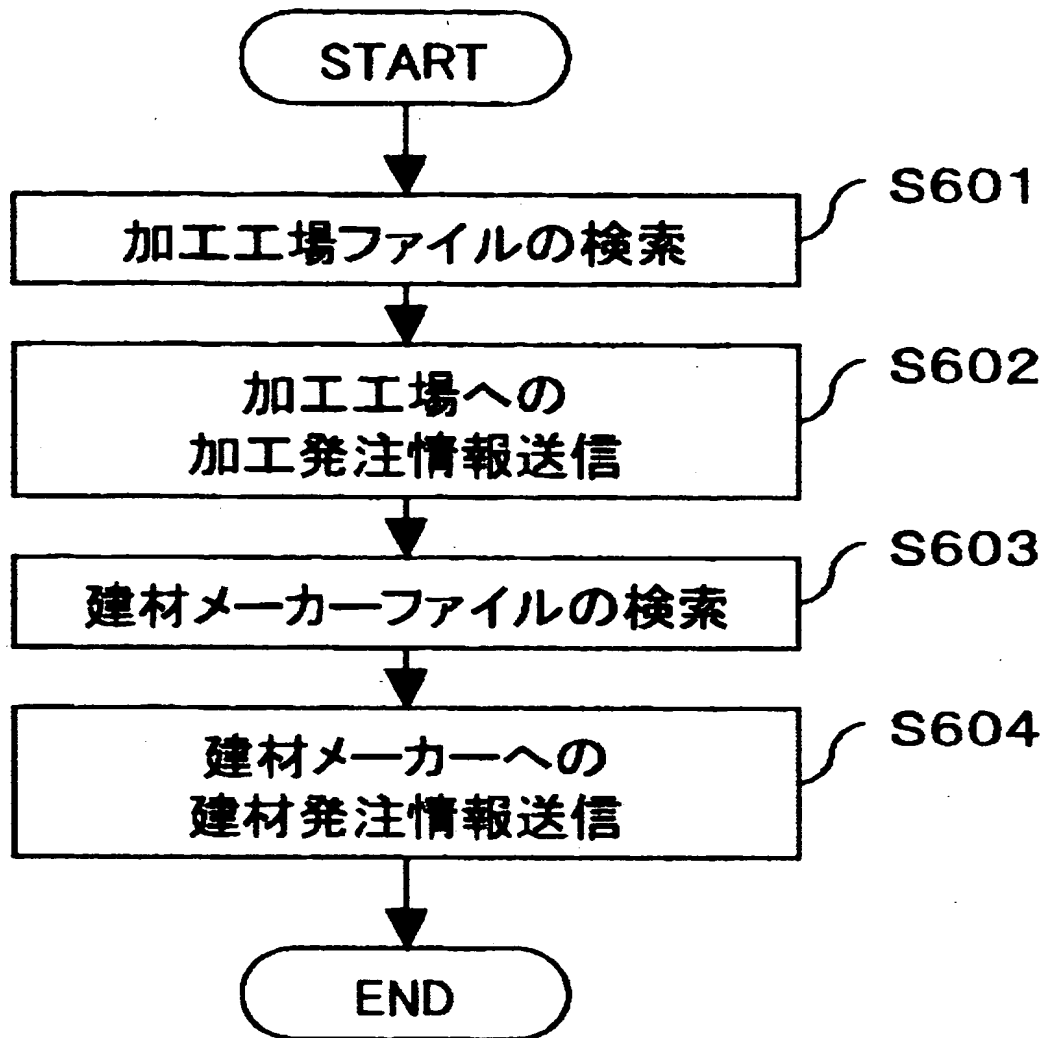 START
加工工場ファイルの検索
S601
加工工場への
加工発注情報送信
S602
建材メーカーファイルの検索
S603
建材メーカーへの
建材発注情報送信
S604
END